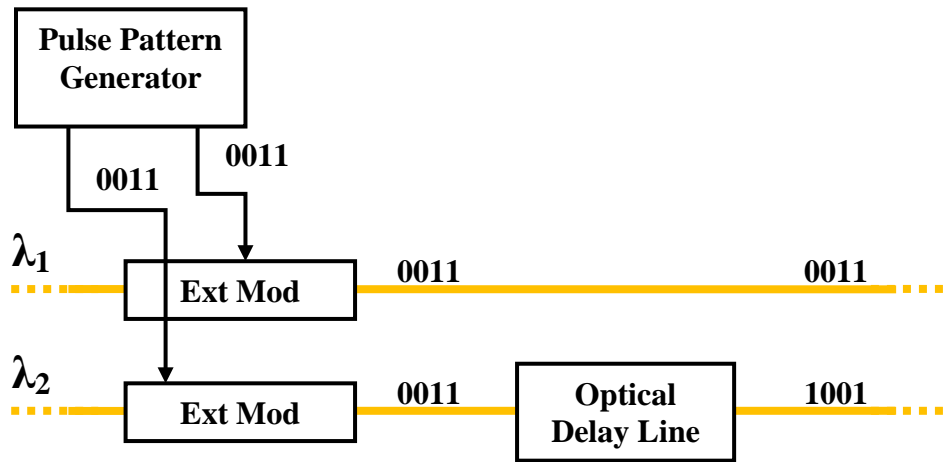 Pulse Pattern
Generator
0011
0011
λ1
Ext Mod
0011
0011
λ2
Ext Mod
0011
Optical
Delay Line
1001